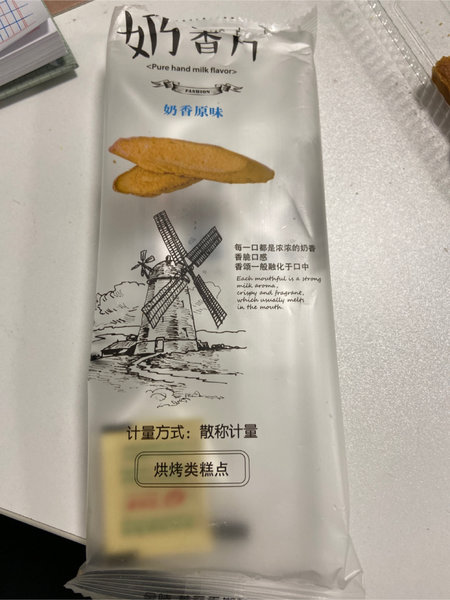 奶香片
<Pure hand milk flavor>
FASHION
奶香原味
每一口都是浓浓的奶香
香脆口感
香颂一般融化于口中
Each mouthful is a strong
milk aroma,
crispy and fragrane,
which usually melts
in the mouth.
计量方式：散称计量
烘烤类糕点